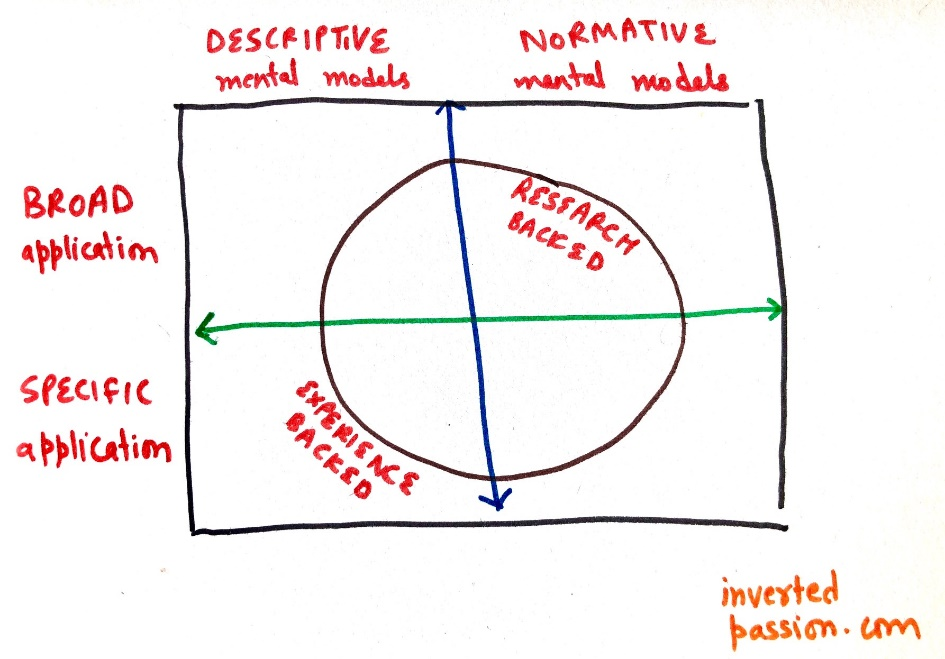 DESCRIPTIVE
mental models
NORMATIVE
mental models
BROAD
application
RESEARCH
BACKED
SPECIFIC
application
EXPERIENCE
BACKED
inverted
passion.com